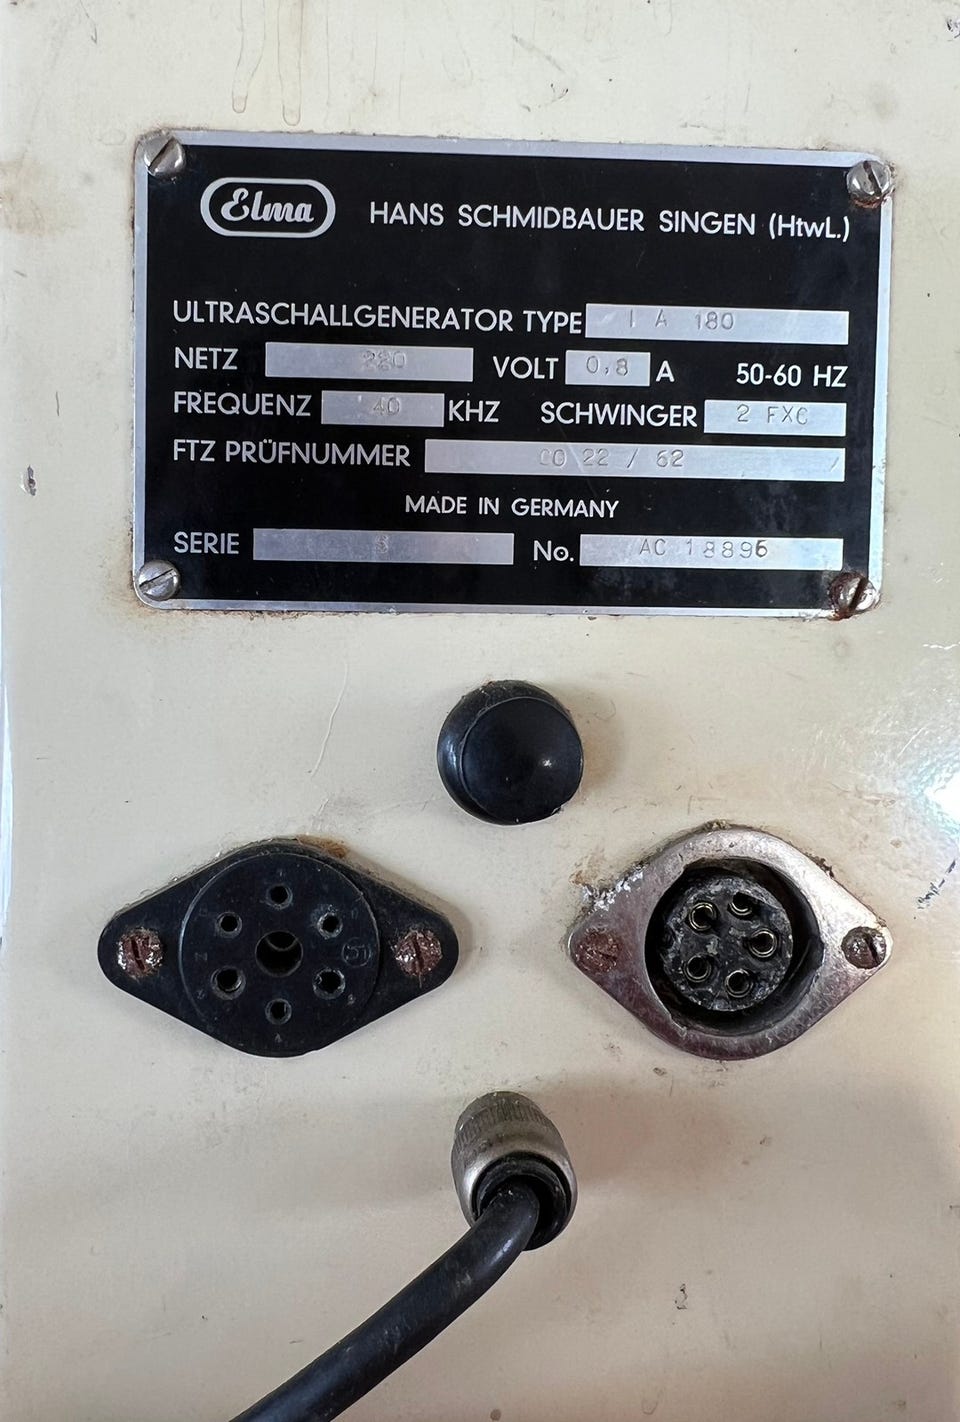 Elma HANS SCHMIDBAUER SINGEN (HtwL.)
ULTRASCHALLGENERATOR TYPE I A 180
NETZ 220 VOLT 0,8 A 50-60 HZ
FREQUENZ 40 KHZ SCHWINGER 2 FXC
FTZ PRÜFNUMMER CO 22 / 62
MADE IN GERMANY
SERIE No. AC 18896